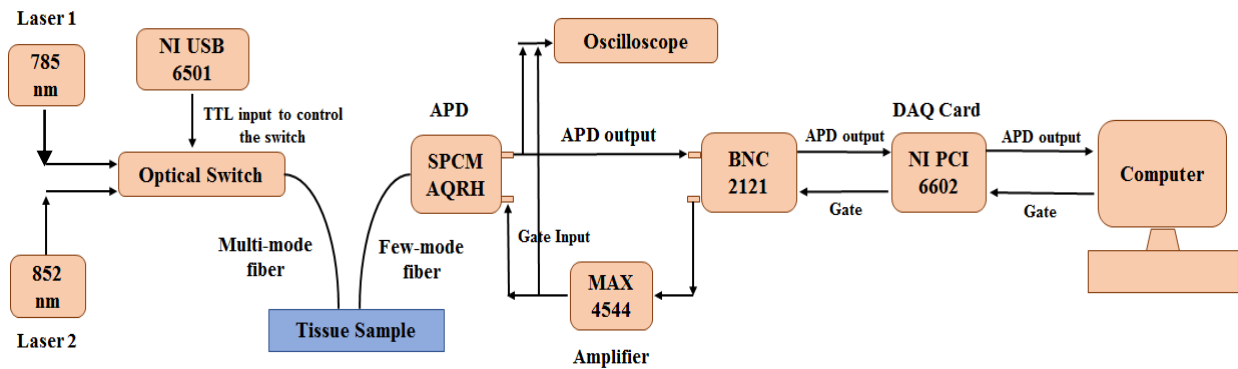 Laser 1
785
nm
NI USB
6501
TTL input to control
the switch
Optical Switch
852
nm
Laser 2
Multi-mode
fiber
Few-mode
fiber
Tissue Sample
APD
SPCM
AQRH
Oscilloscope
APD output
Gate Input
MAX
4544
Amplifier
BNC
2121
APD output
Gate
DAQ Card
NI PCI
6602
APD output
Gate
Computer